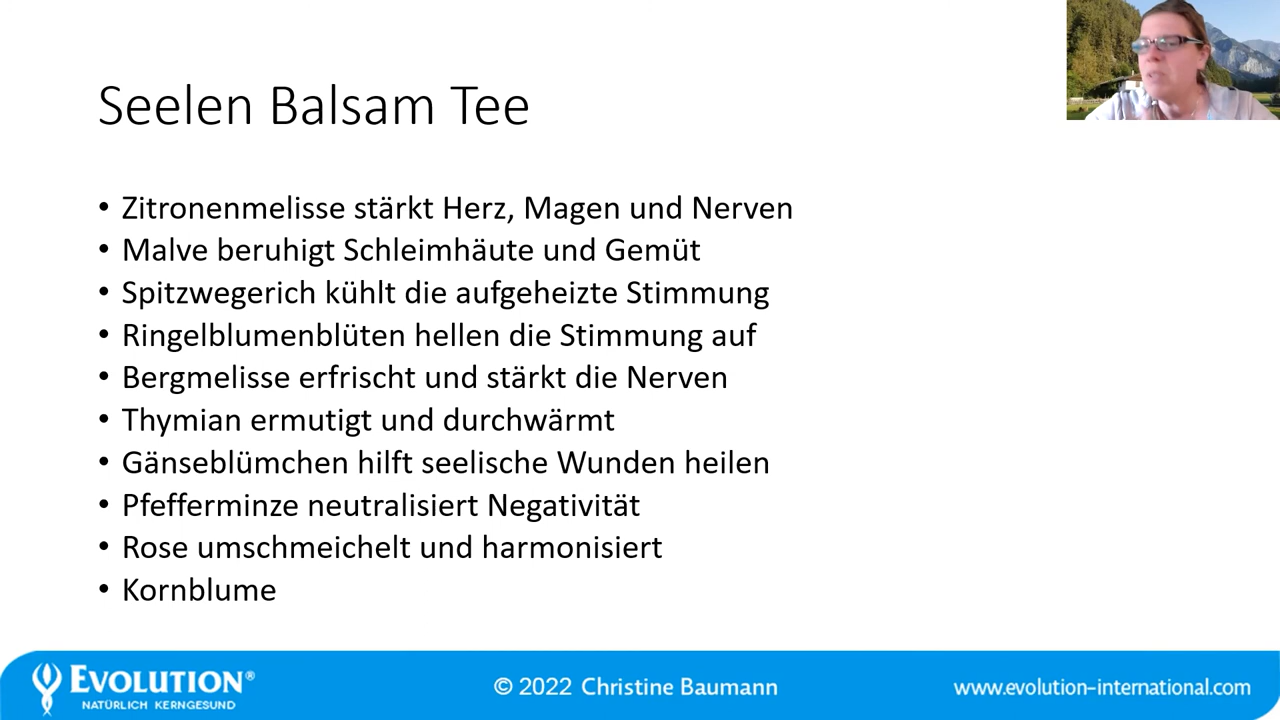 Seelen Balsam Tee
• Zitronenmelisse stärkt Herz, Magen und Nerven
• Malve beruhigt Schleimhäute und Gemüt
• Spitzwegerich kühlt die aufgeheizte Stimmung
• Ringelblumenblüten hellen die Stimmung auf
• Bergmelisse erfrischt und stärkt die Nerven
• Thymian ermutigt und durchwärmt
• Gänseblümchen hilft seelische Wunden heilen
• Pfefferminze neutralisiert Negativität
• Rose umschmeichelt und harmonisiert
• Kornblume
EVOLUTION®
NATÜRLICH KERNGESUND
© 2022 Christine Baumann
www.evolution-international.com